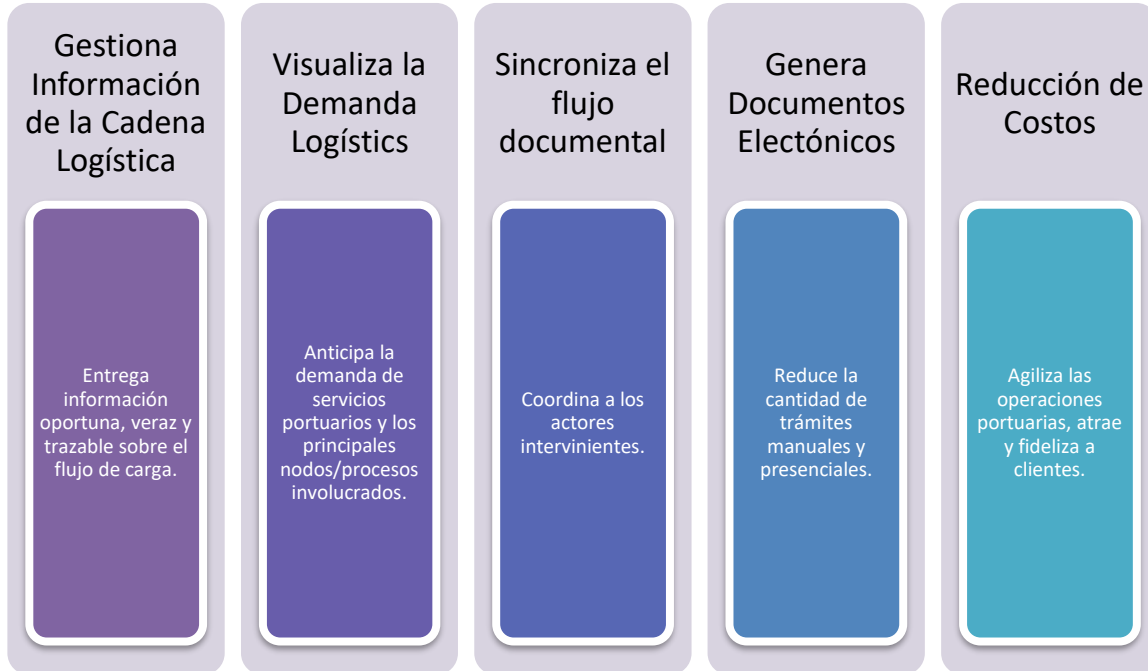 Gestiona
Información
de la Cadena
Logística
Entrega
información
oportuna, veraz y
trazable sobre el
flujo de carga.
Visualiza la
Demanda
Logístics
Anticipa la
demanda de
servicios
portuarios y los
principales
nodos/procesos
involucrados.
Sincroniza el
flujo
documental
Coordina a los
actores
intervinientes.
Genera
Documentos
Electónicos
Reduce la
cantidad de
trámites
manuales y
presenciales.
Reducción de
Costos
Agiliza las
operaciones
portuarias, atrae
y fideliza a
clientes.